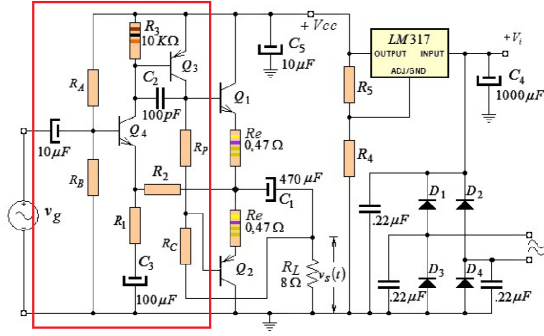 R3
10 KΩ
Q3
C2
100pF
RA
RB
10µF
vg
Q4
R2
R1
C3
100µF
RP
RC
Q1
Re
0,47 Ω
Re
0,47 Ω
Q2
470 µF
C1
RL
8Ω
vs(t)
C5
10µF
+Vcc
LM317
OUTPUT INPUT
ADJ/GND
R5
R4
+Vi
C4
1000µF
D1
D2
D3
D4
.22µF
.22µF
.22µF